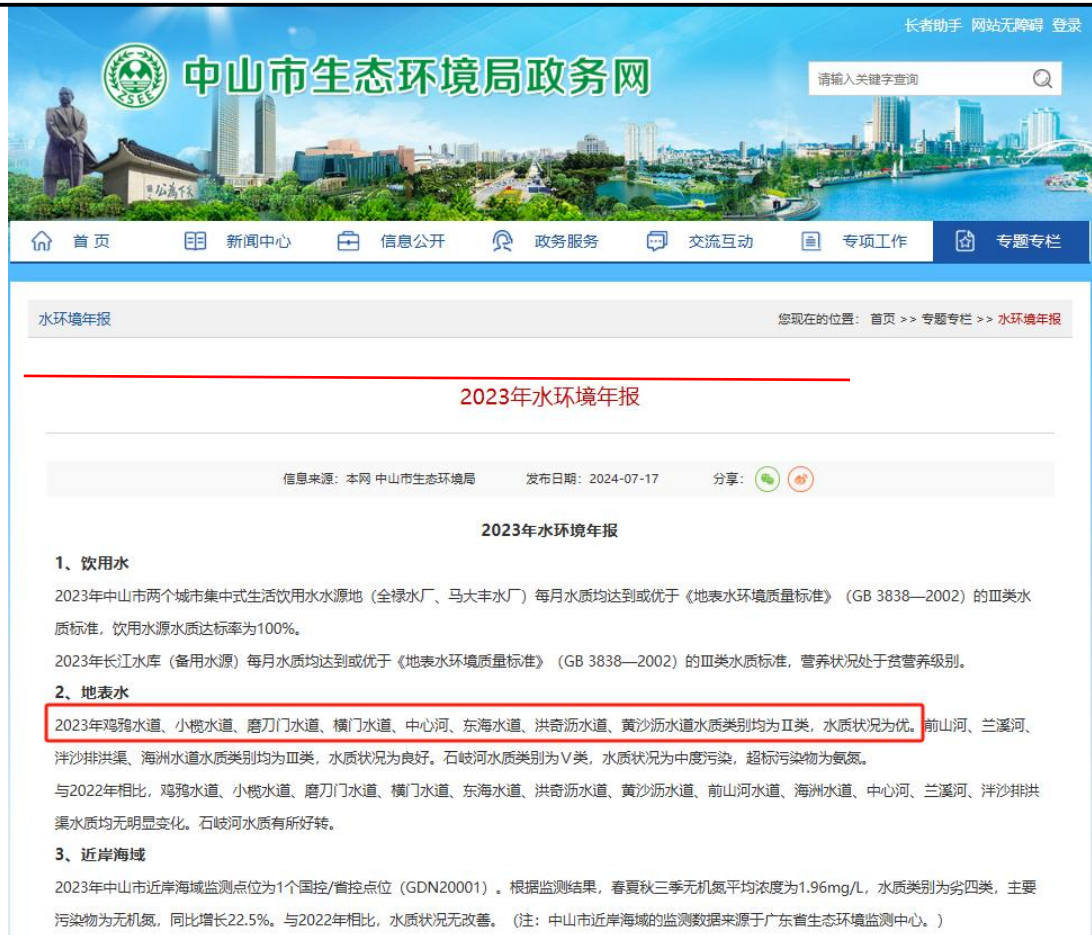 长者助手 网站无障碍 登录
中山市生态环境局政务网
ZSEE
请输入关键字查询
首页 新闻中心 信息公开 政务服务 交流互动 专项工作 专题专栏
水环境年报
您现在的位置： 首页 >> 专题专栏 >> 水环境年报
2023年水环境年报
信息来源：本网 中山市生态环境局 发布日期：2024-07-17 分享：
2023年水环境年报
1、饮用水
2023年中山市两个城市集中式生活饮用水水源地（全禄水厂、马大丰水厂）每月水质均达到或优于《地表水环境质量标准》（GB 3838—2002）的Ⅲ类水
质标准，饮用水源水质达标率为100%。
2023年长江水库（备用水源）每月水质均达到或优于《地表水环境质量标准》（GB 3838—2002）的Ⅲ类水质标准，营养状况处于贫营养级别。
2、地表水
2023年鸡鸦水道、小榄水道、磨刀门水道、横门水道、中心河、东海水道、洪奇沥水道、黄沙沥水道水质类别均为Ⅱ类，水质状况为优。前山河、兰溪河、
泮沙排洪渠、海洲水道水质类别均为Ⅲ类，水质状况为良好。石岐河水质类别为Ⅴ类，水质状况为中度污染，超标污染物为氨氮。
与2022年相比，鸡鸦水道、小榄水道、磨刀门水道、横门水道、东海水道、洪奇沥水道、黄沙沥水道、前山河水道、海洲水道、中心河、兰溪河、泮沙排洪
渠水质均无明显变化。石岐河水质有所好转。
3、近岸海域
2023年中山市近岸海域监测点位为1个国控/省控点位（GDN20001）。根据监测结果，春夏秋三季无机氮平均浓度为1.96mg/L，水质类别为劣四类，主要
污染物为无机氮，同比增长22.5%。与2022年相比，水质状况无改善。（注：中山市近岸海域的监测数据来源于广东省生态环境监测中心。）